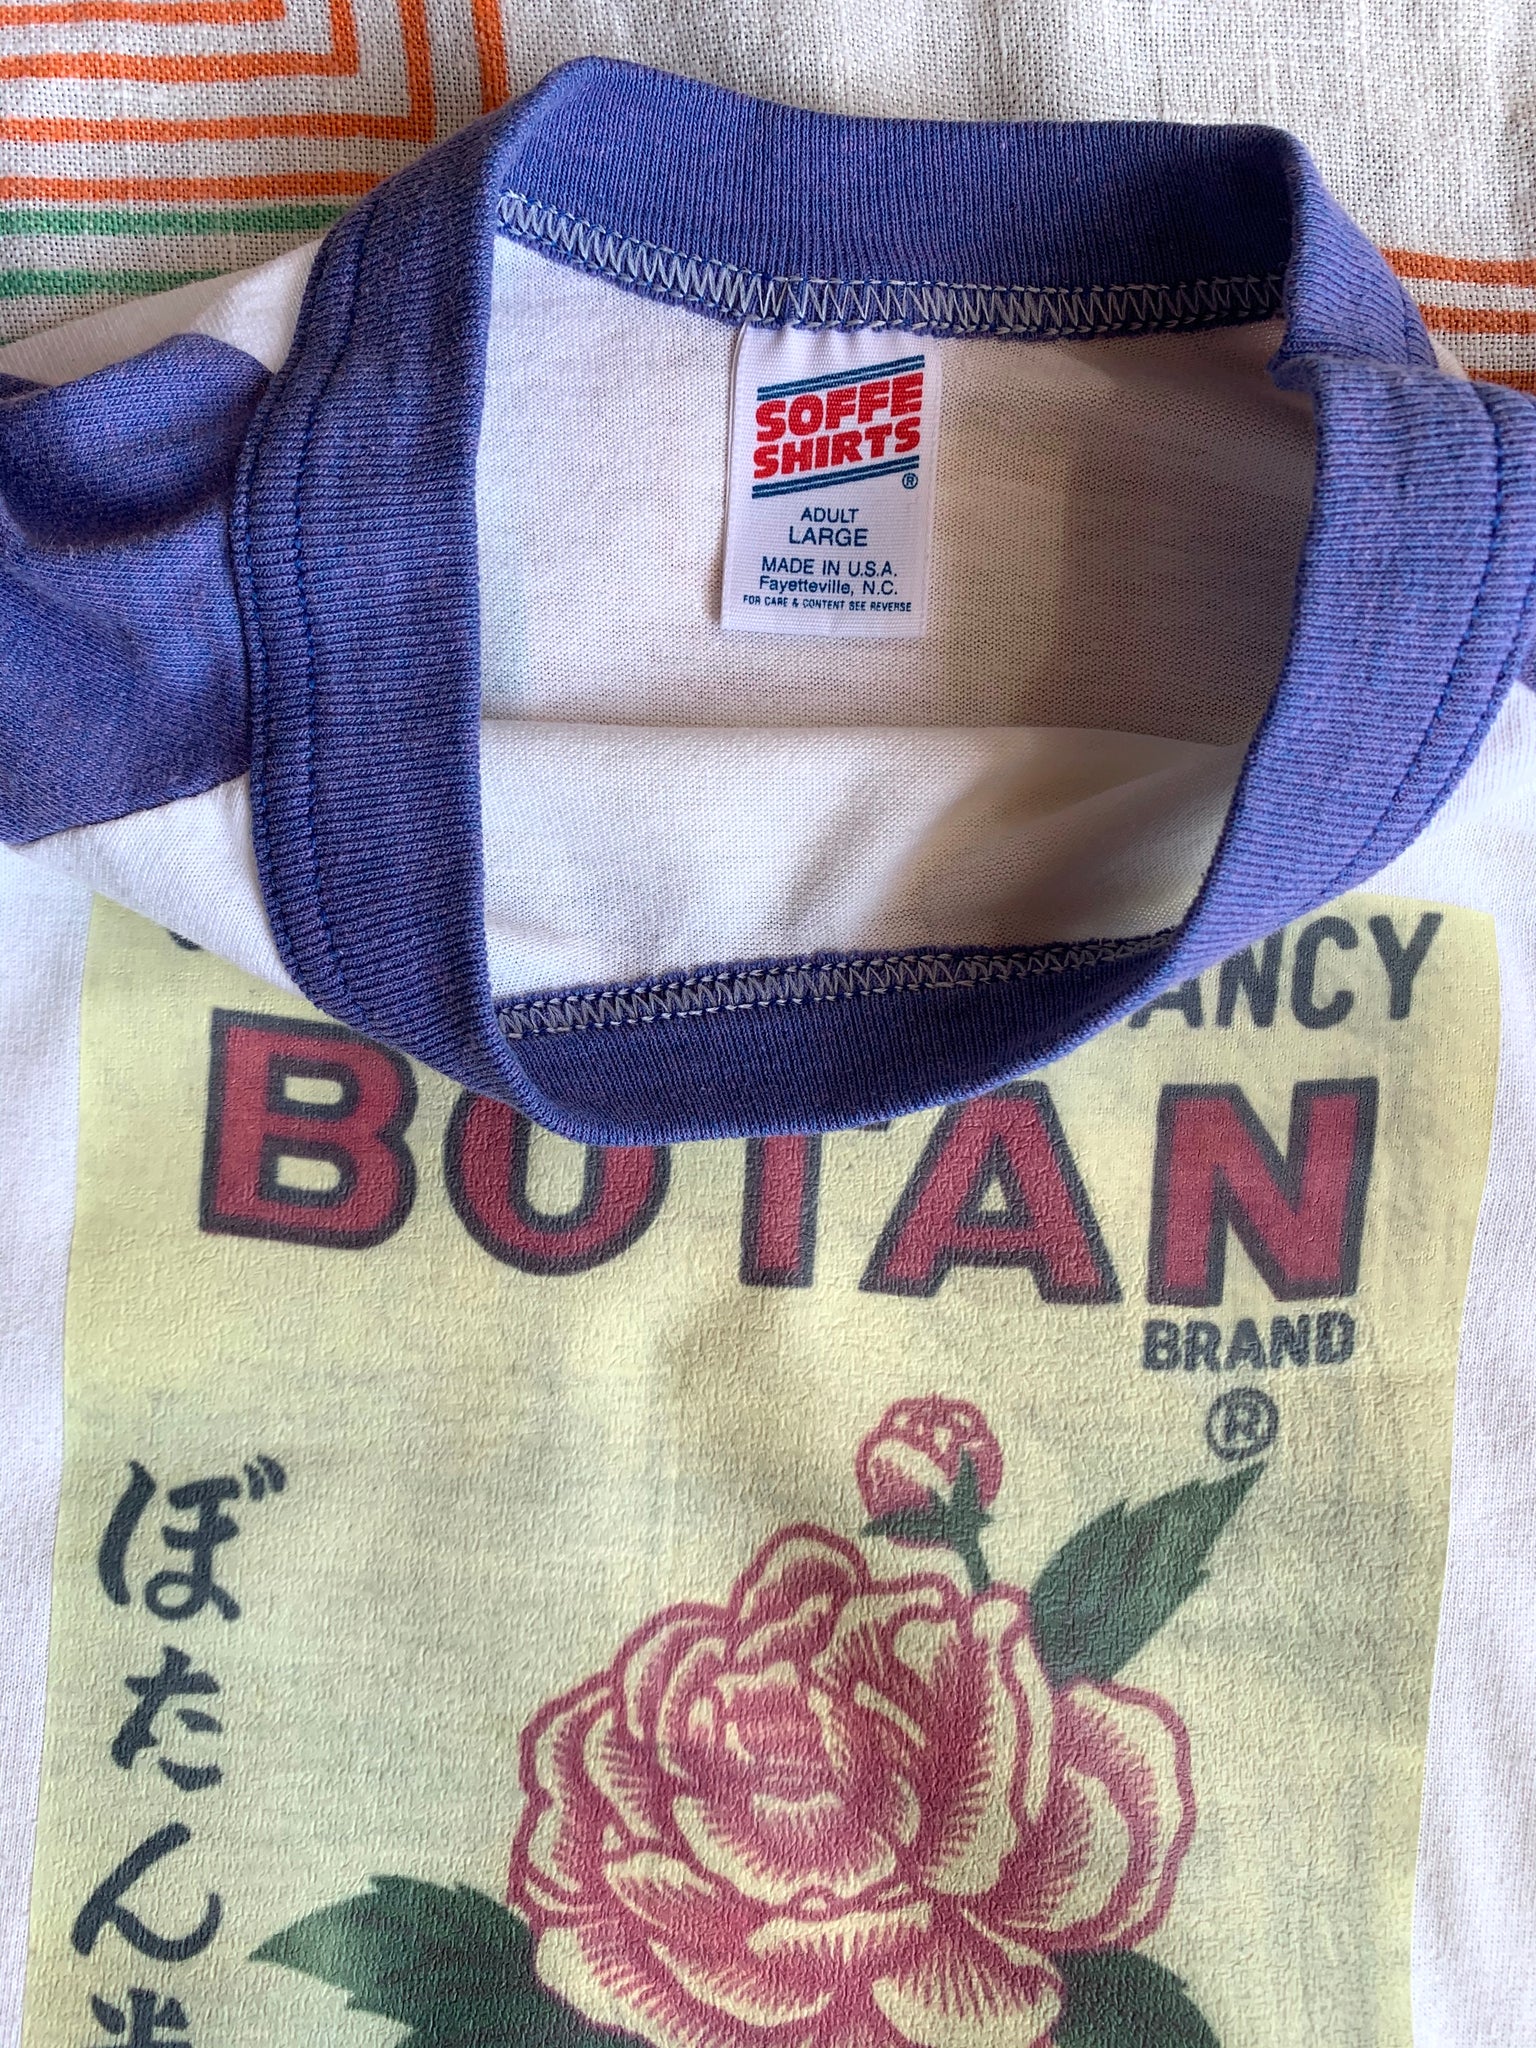 SOFFE
SHIRTS
®
ADULT
LARGE
MADE IN U.S.A.
Fayetteville, N.C.
FOR CARE & CONTENT SEE REVERSE
ANCY
BOTAN
BRAND
®
ぼたん